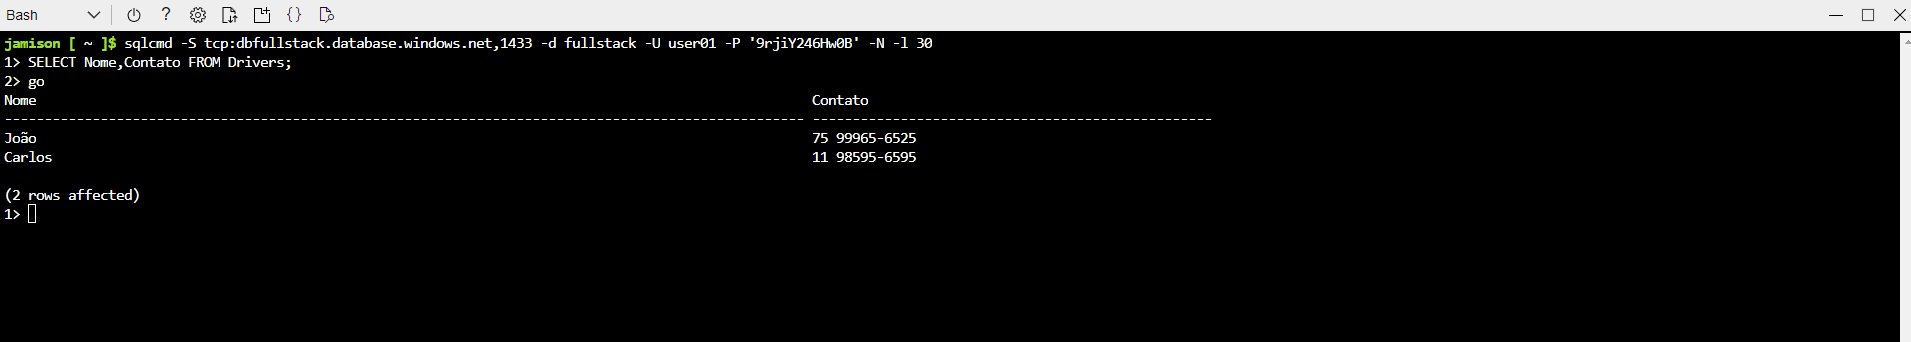 Bash
jamison [ ~ ]$ sqlcmd -S tcp:dbfullstack.database.windows.net,1433 -d fullstack -U user01 -P '9rjiY246Hw0B' -N -l 30
1> SELECT Nome,Contato FROM Drivers;
2> go
Nome Contato
---------------------------------------------------------------------------------------------------- --------------------------------------------------
João 75 99965-6525
Carlos 11 98595-6595
(2 rows affected)
1>